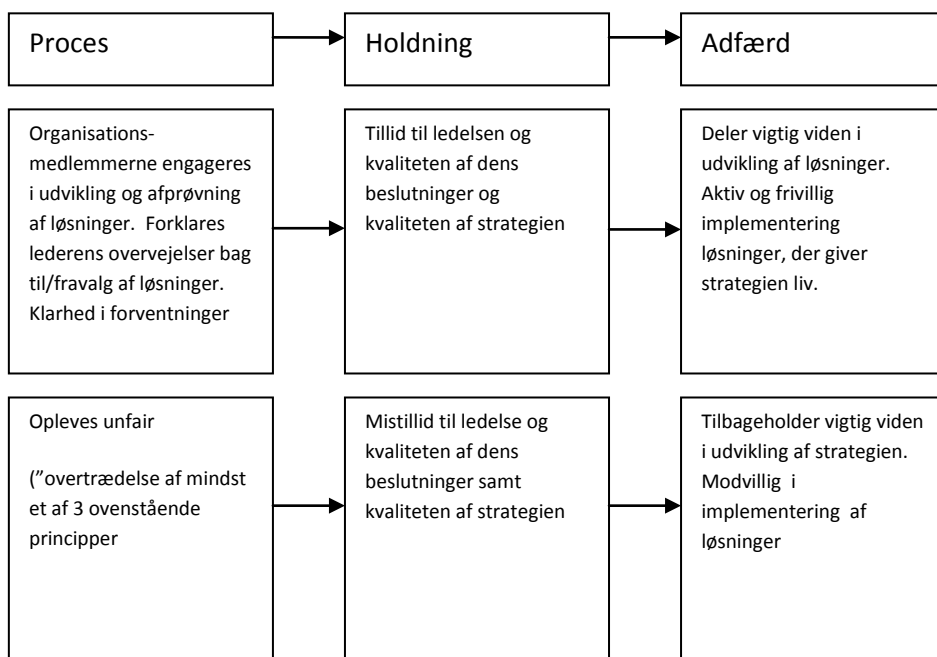 Proces
Holdning
Adfærd
Organisations-
medlemmerne engageres
i udvikling og afprøvning
af løsninger.  Forklares
lederens overvejelser bag
til/fravalg af løsninger.
Klarhed i forventninger
Tillid til ledelsen og
kvaliteten af dens
beslutninger og
kvaliteten af strategien
Deler vigtig viden i
udvikling af løsninger.
Aktiv og frivillig
implementering
løsninger, der giver
strategien liv.
Opleves unfair
(”overtrædelse af mindst
et af 3 ovenstående
principper
Mistillid til ledelse og
kvaliteten af dens
beslutninger samt
kvaliteten af strategien
Tilbageholder vigtig viden
i udvikling af strategien.
Modvillig  i
implementering  af
løsninger